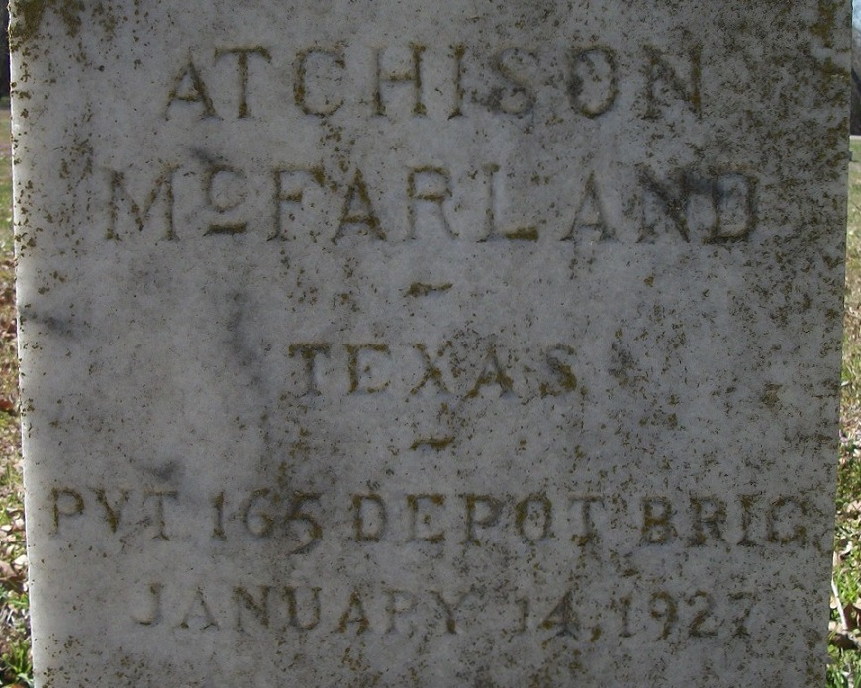 ATCHISON
McFARLAND
-
TEXAS
-
PVT 165 DEPOT BRIG
JANUARY 14, 1927